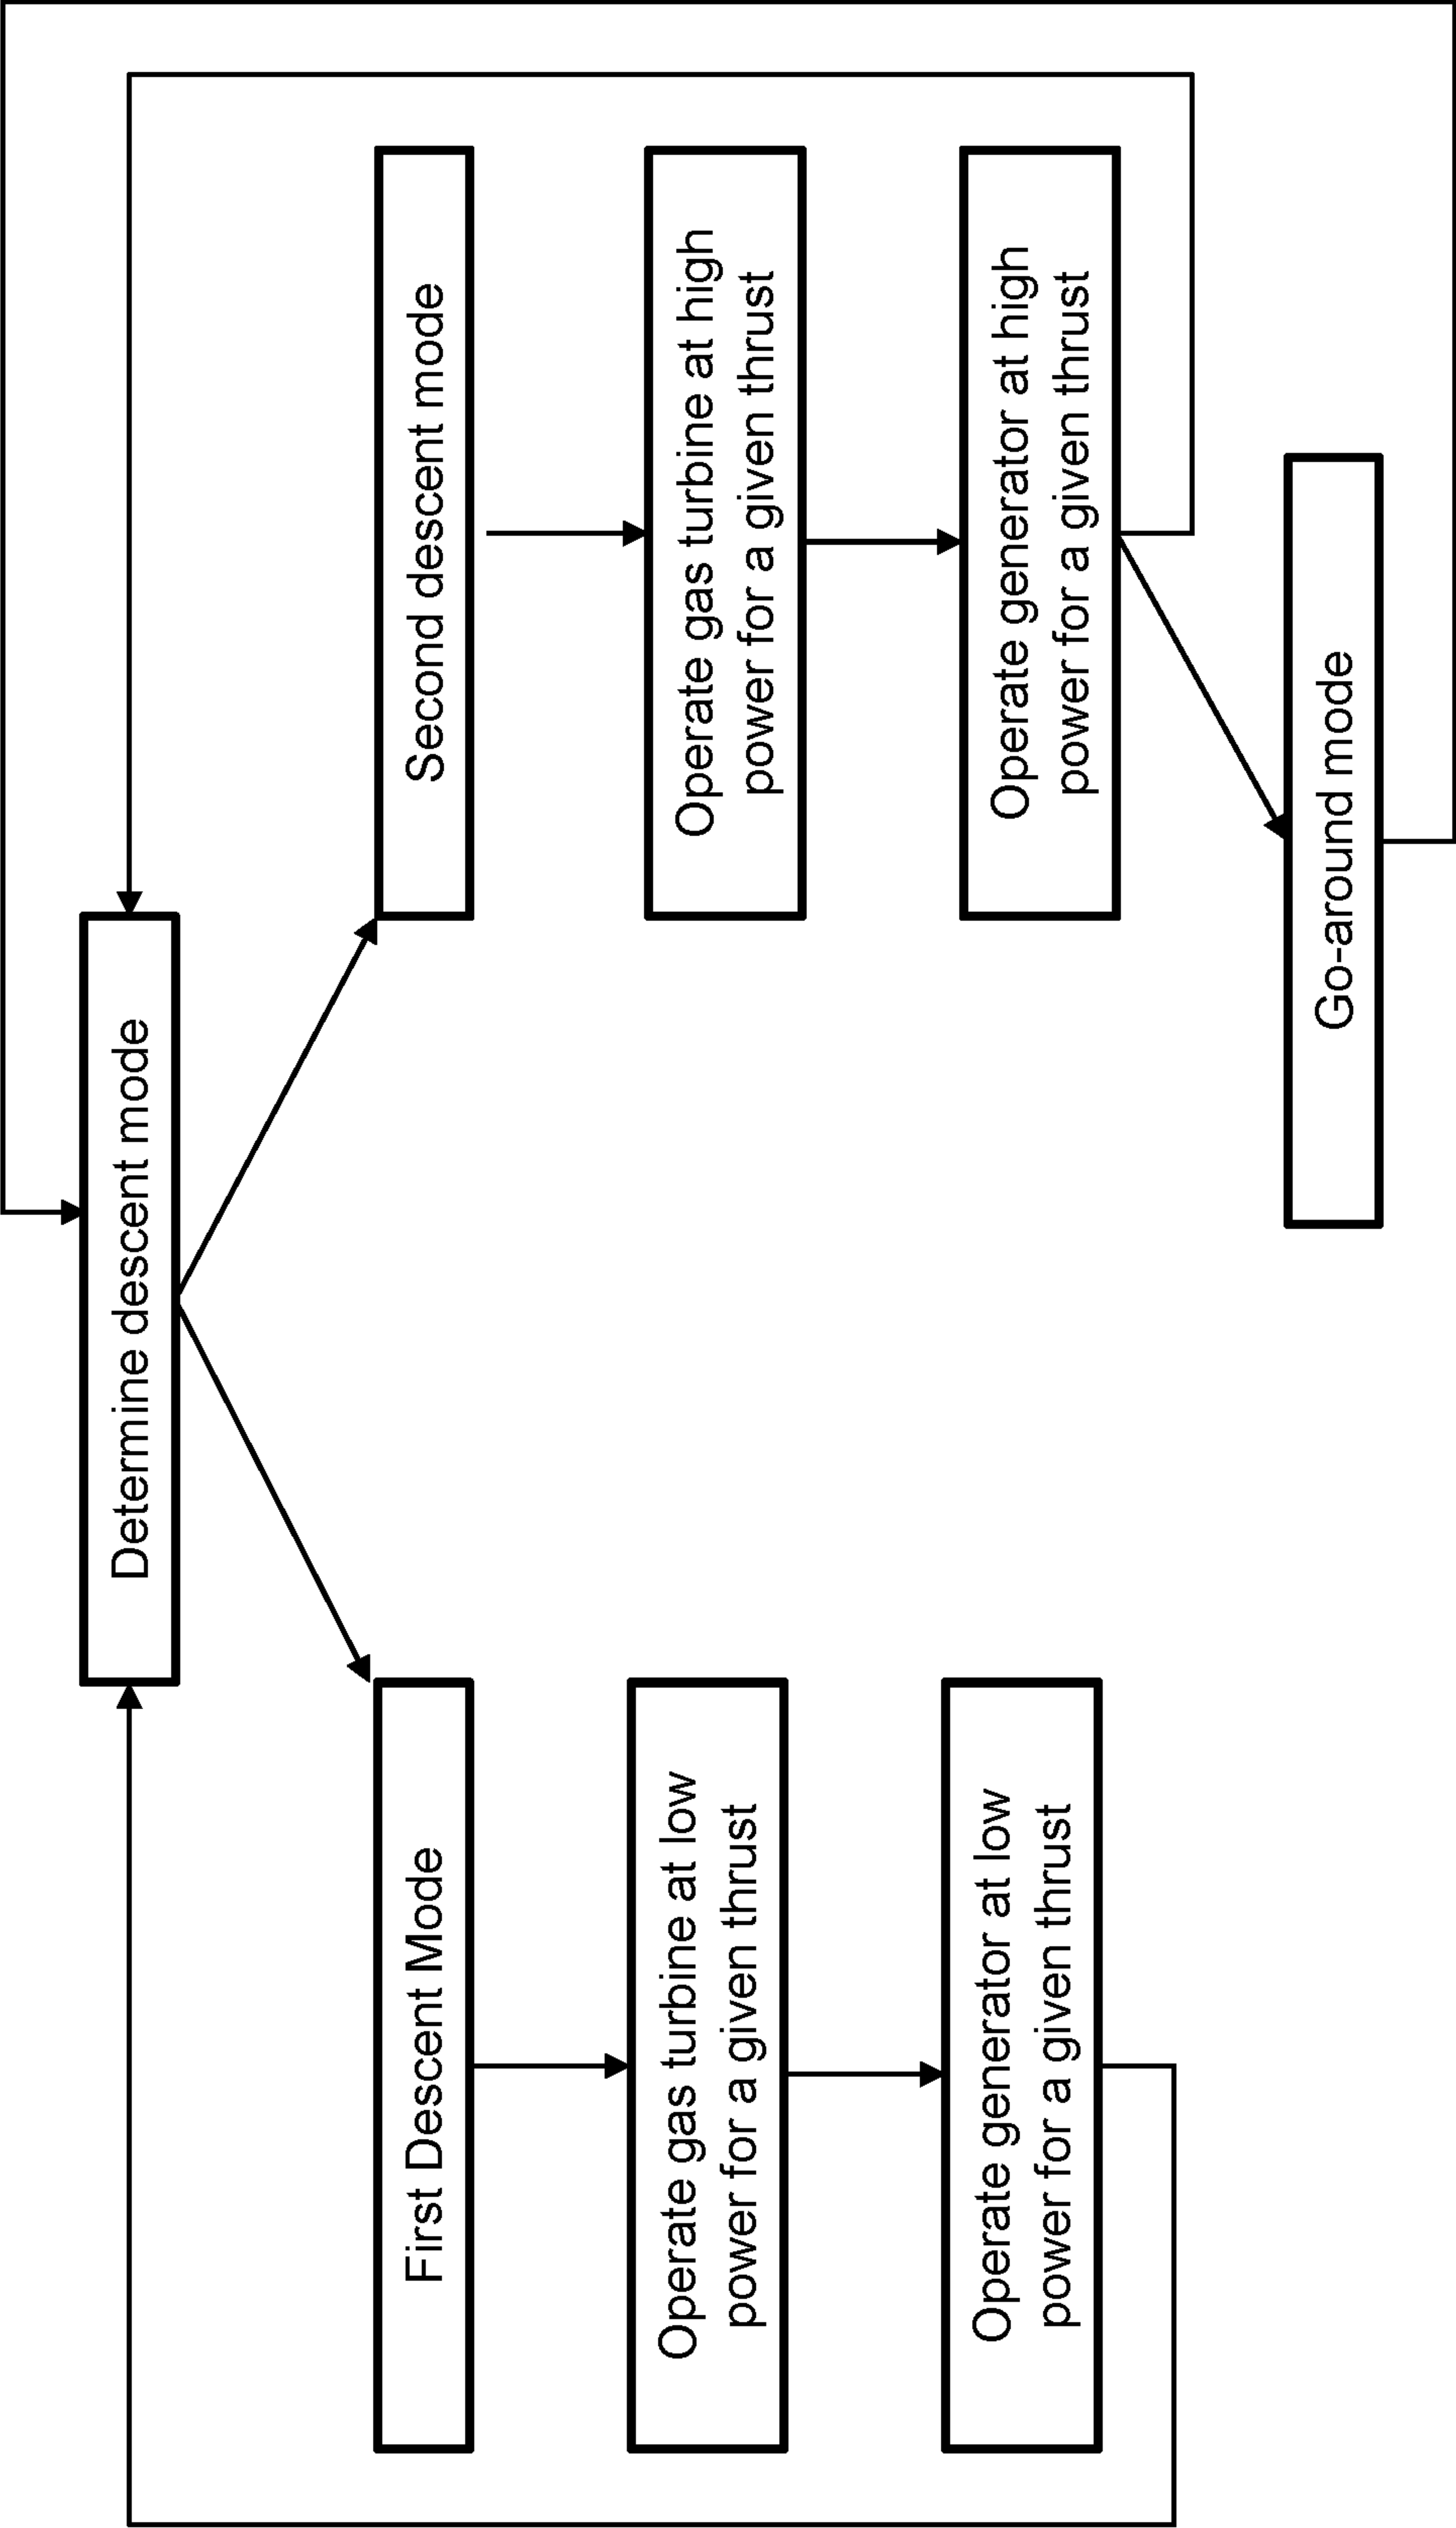 Determine descent mode
First Descent Mode
Operate gas turbine at low
power for a given thrust
Operate generator at low
power for a given thrust
Second descent mode
Operate gas turbine at high
power for a given thrust
Operate generator at high
power for a given thrust
Go-around mode